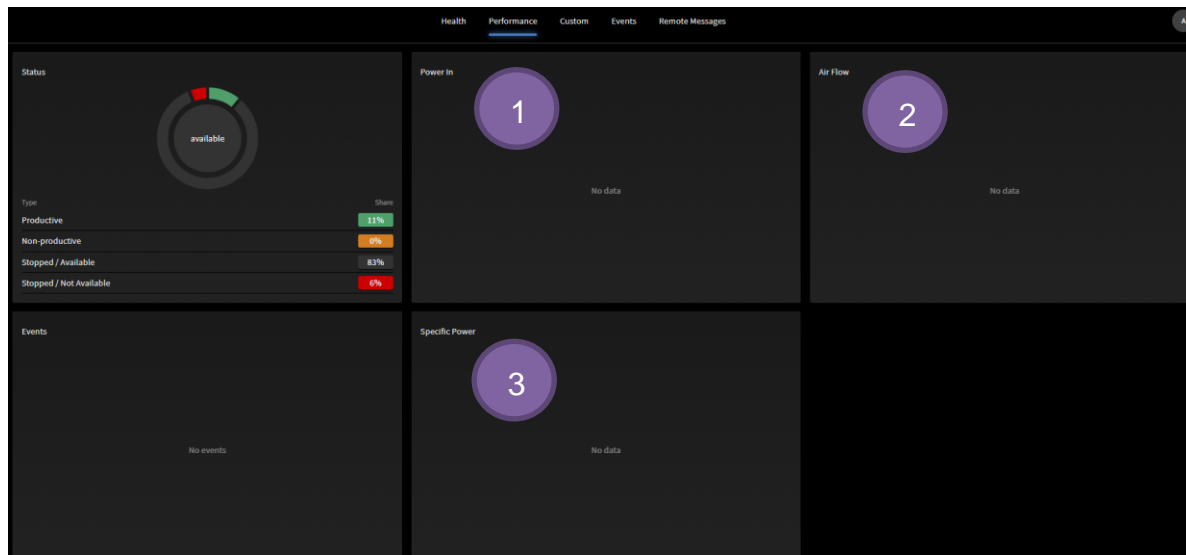 Health Performance Custom Events Remote Messages
A
Status
available
Type Share
Productive 11%
Non-productive 0%
Stopped / Available 83%
Stopped / Not Available 6%
Power In
1
No data
Air Flow
2
No data
Events
No events
Specific Power
3
No data